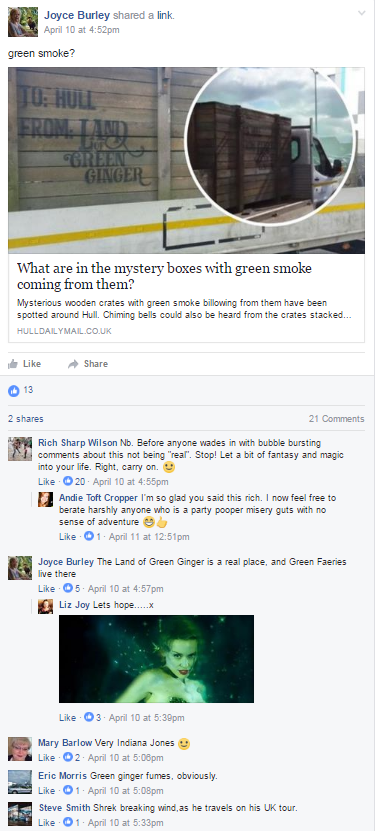 Joyce Burley shared a link.
April 10 at 4:52pm
green smoke?
TO: HULL
FROM: LAND
OF
GREEN
GINGER
What are in the mystery boxes with green smoke
coming from them?
Mysterious wooden crates with green smoke billowing from them have been
spotted around Hull. Chiming bells could also be heard from the crates stacked...
HULLDAILYMAIL.CO.UK
Like Share
13
2 shares 21 Comments
Rich Sharp Wilson Nb. Before anyone wades in with bubble bursting
comments about this not being "real". Stop! Let a bit of fantasy and magic
into your life. Right, carry on. 😉
Like · 20 · April 10 at 4:55pm
Andie Toft Cropper I'm so glad you said this rich. I now feel free to
berate harshly anyone who is a party pooper misery guts with no
sense of adventure 😂👍
Like · 1 · April 11 at 12:51pm
Joyce Burley The Land of Green Ginger is a real place, and Green Faeries
live there
Like · 5 · April 10 at 4:57pm
Liz Joy Lets hope.....x
Like · 3 · April 10 at 5:39pm
Mary Barlow Very Indiana Jones 😉
Like · 2 · April 10 at 5:06pm
Eric Morris Green ginger fumes, obviously.
Like · 1 · April 10 at 5:08pm
Steve Smith Shrek breaking wind,as he travels on his UK tour.
Like · 1 · April 10 at 5:33pm